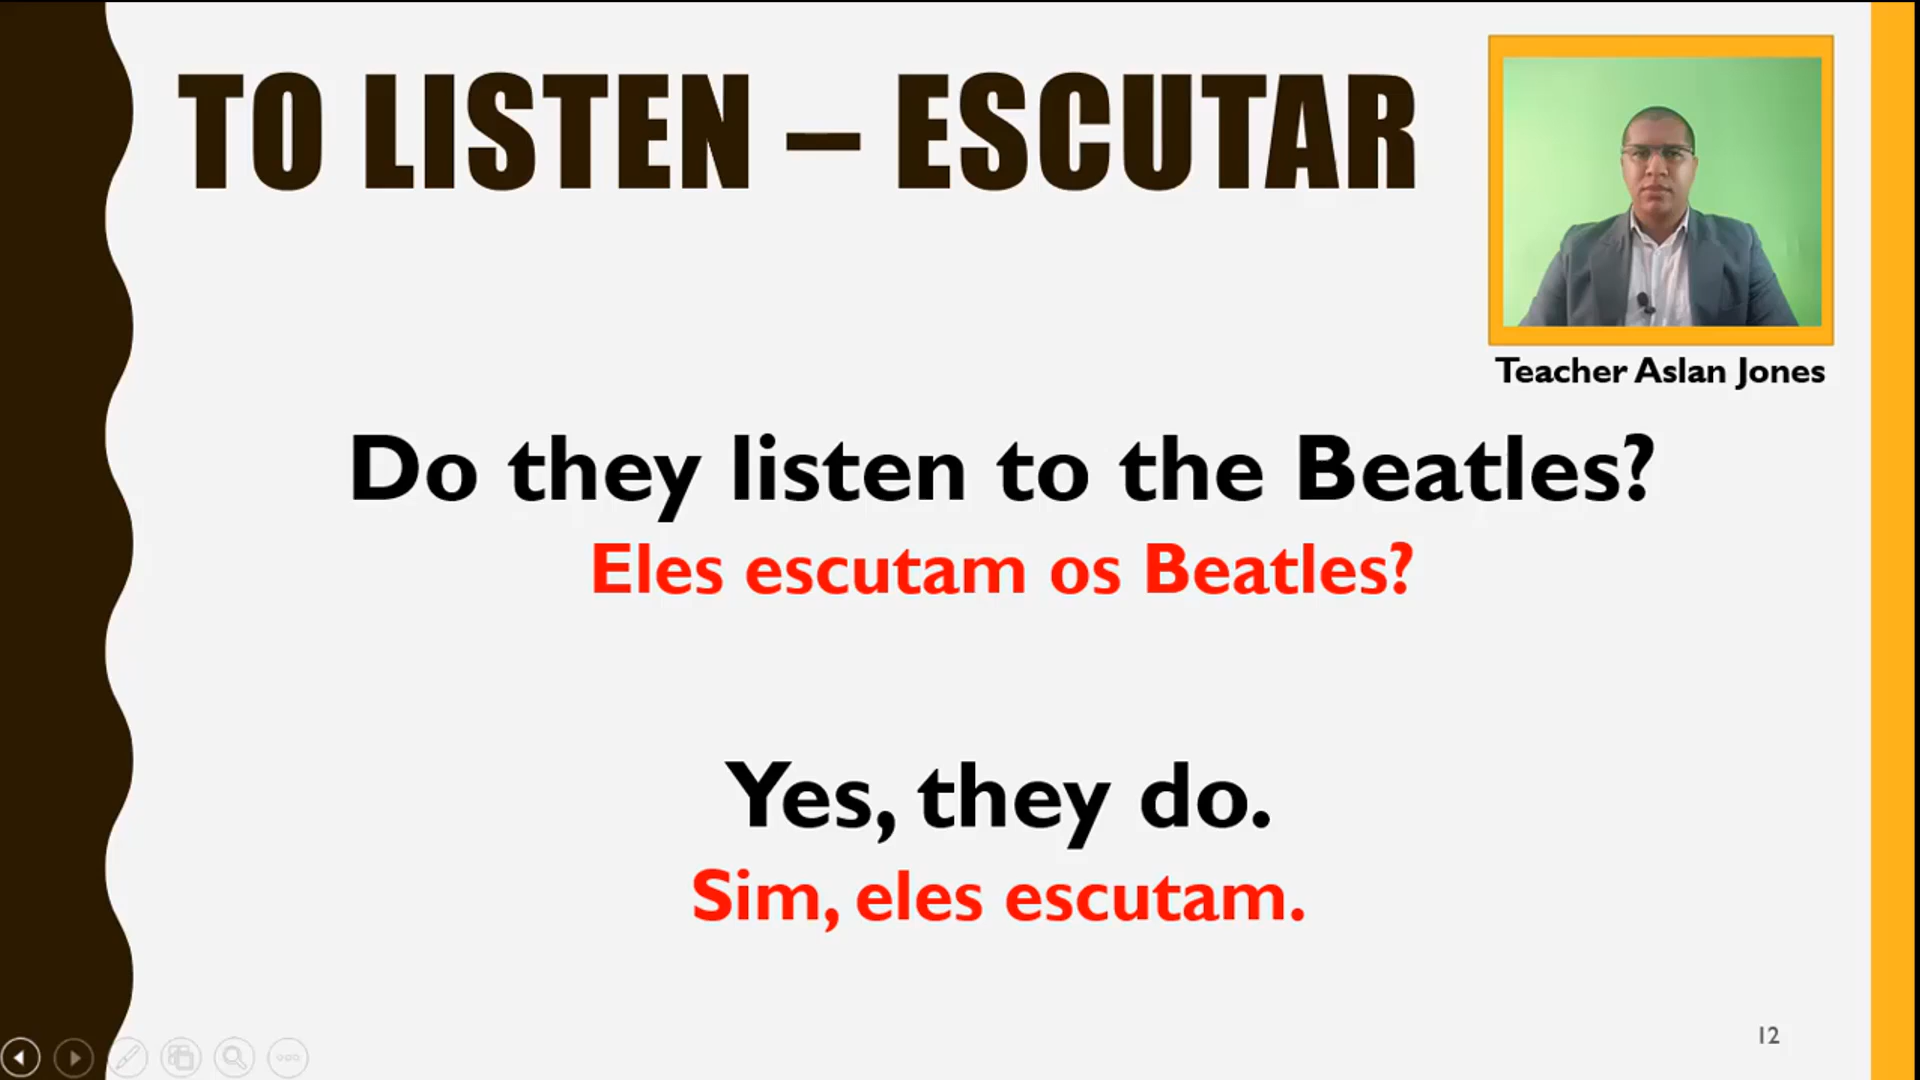 TO LISTEN – ESCUTAR
Teacher Aslan Jones
Do they listen to the Beatles?
Eles escutam os Beatles?
Yes, they do.
Sim, eles escutam.
12